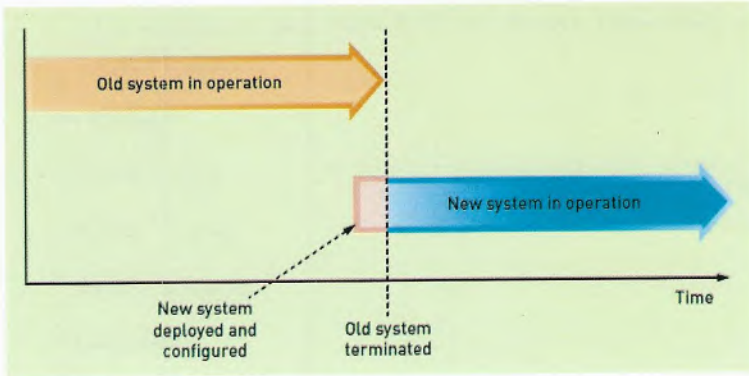 Old system in operation
New system in operation
Time
New system
deployed and
configured
Old system
terminated